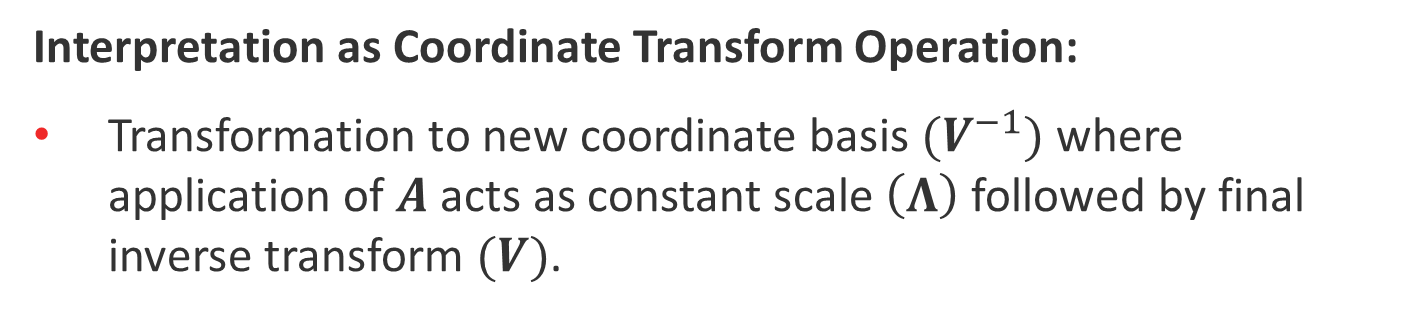 Interpretation as Coordinate Transform Operation:
• Transformation to new coordinate basis (V⁻¹) where
application of A acts as constant scale (Λ) followed by final
inverse transform (V).